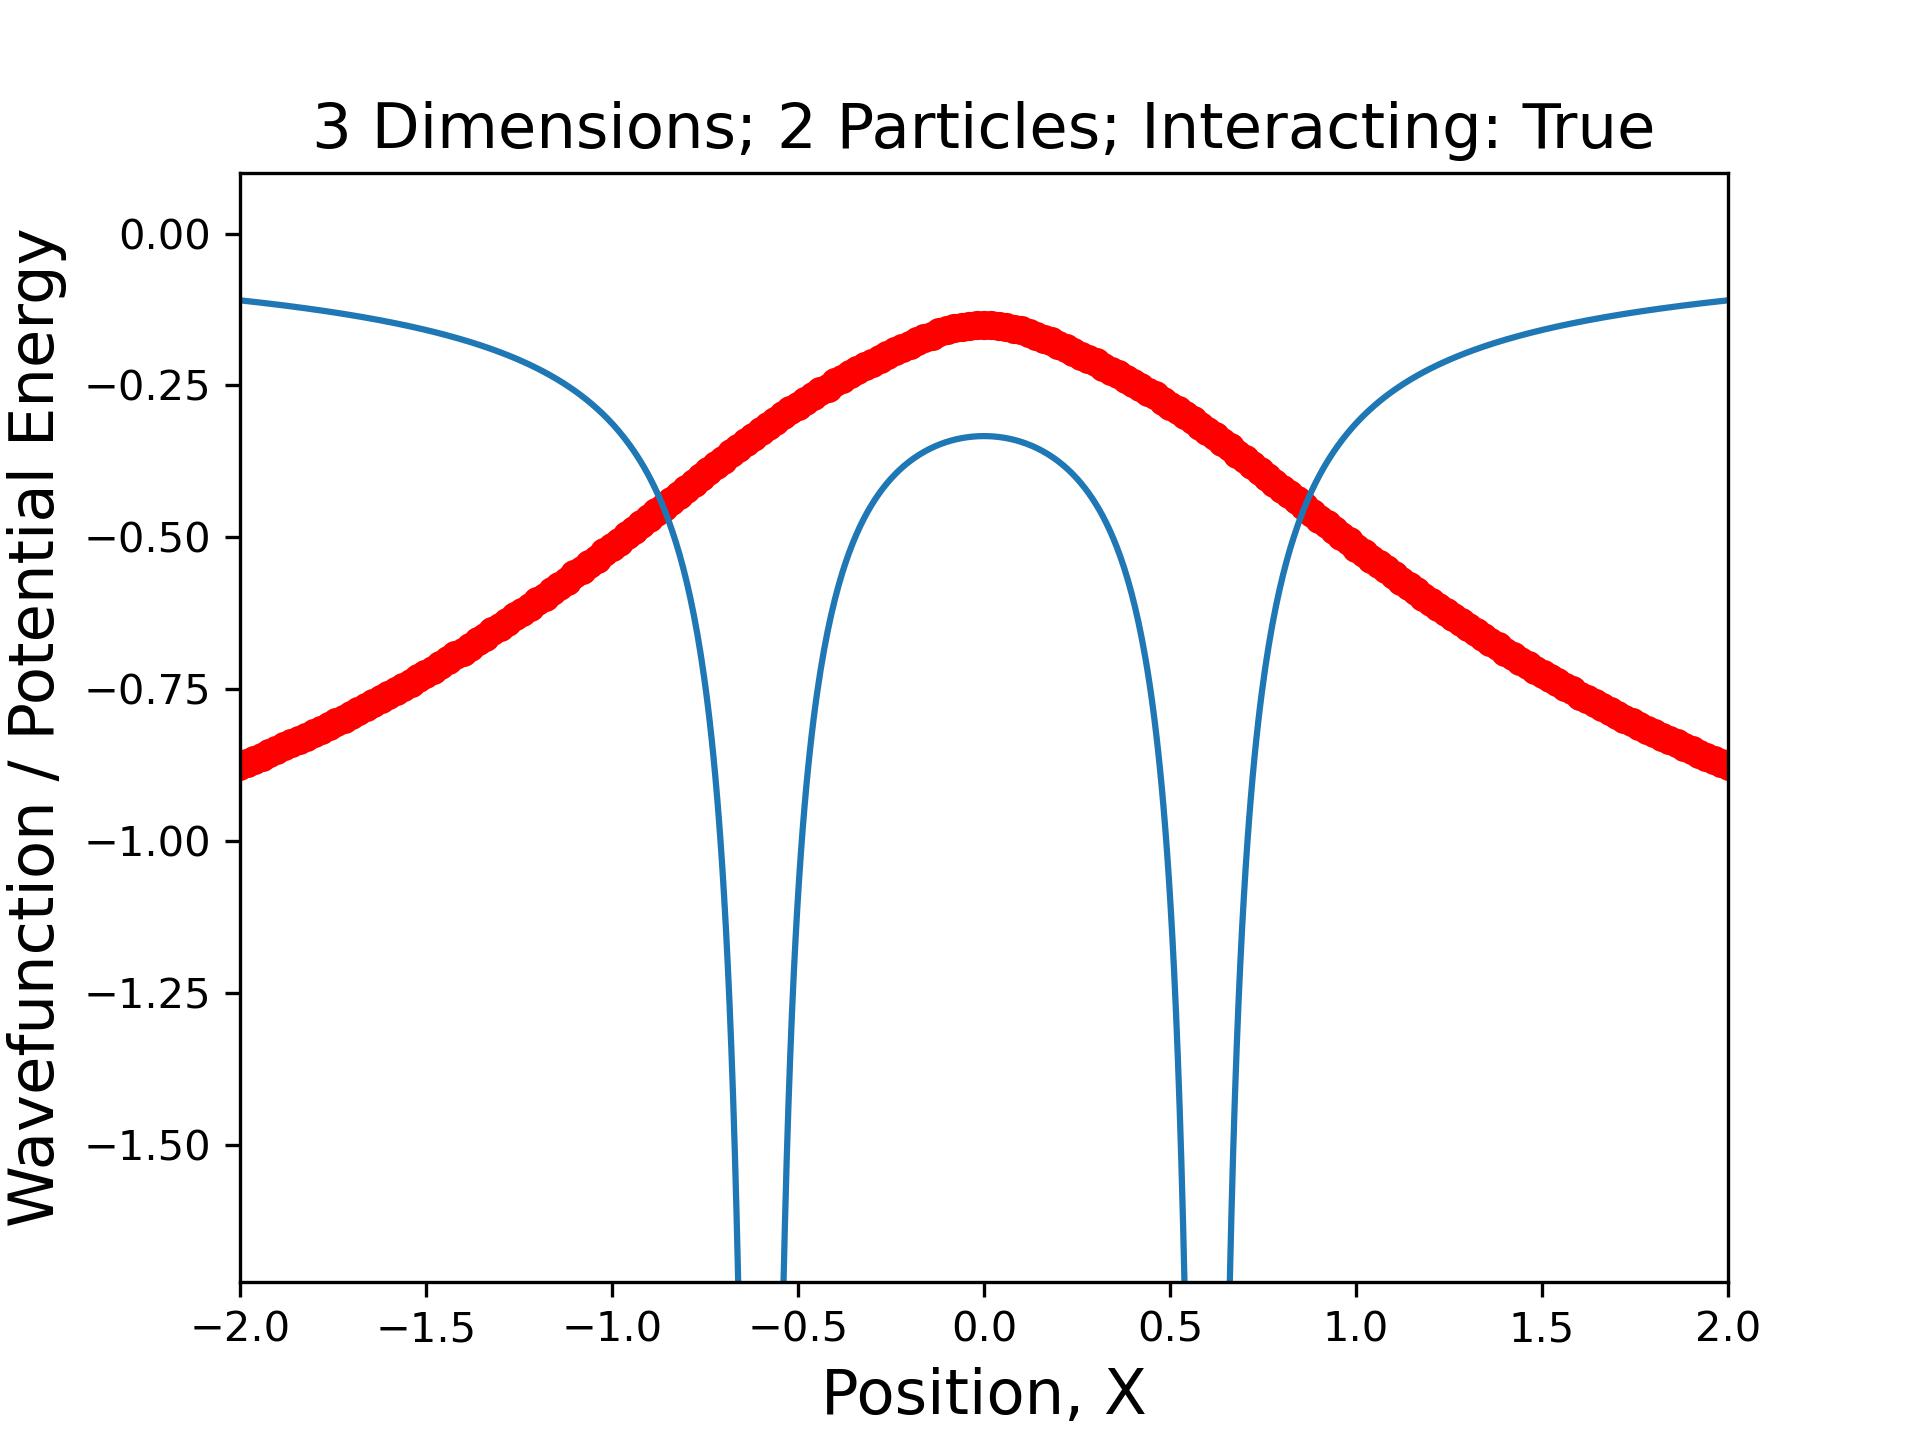 3 Dimensions; 2 Particles; Interacting: True
Wavefunction / Potential Energy
0.00
−0.25
−0.50
−0.75
−1.00
−1.25
−1.50
−2.0 −1.5 −1.0 −0.5 0.0 0.5 1.0 1.5 2.0
Position, X